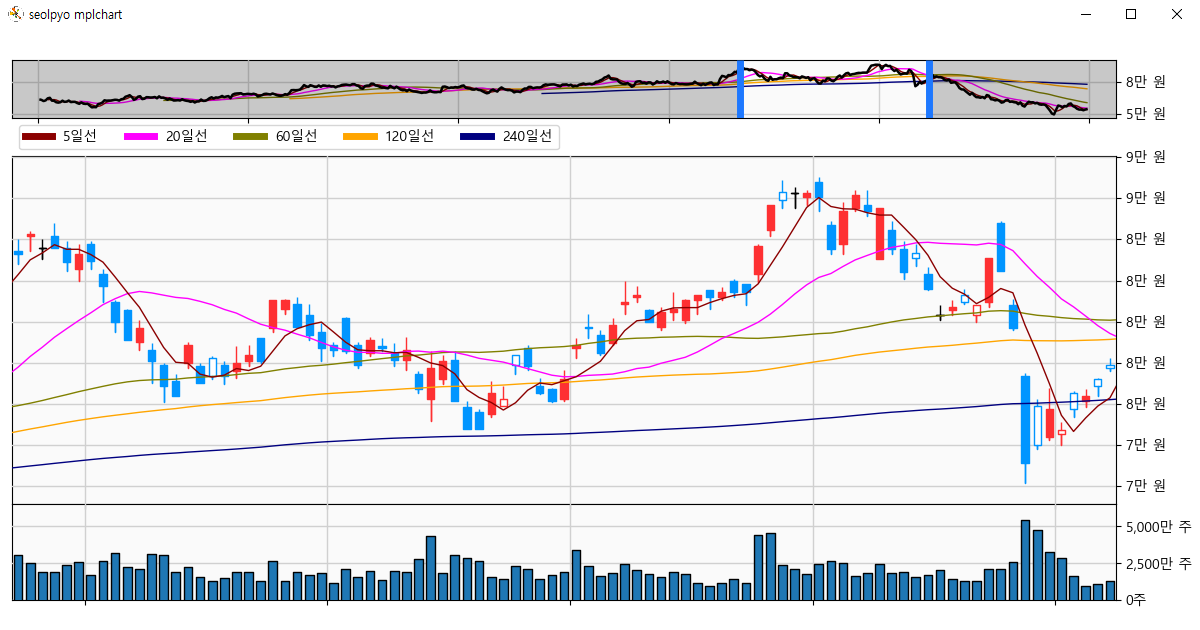 seolpyo mplchart
8만 원
5만 원
5일선 20일선 60일선 120일선 240일선
9만 원
9만 원
8만 원
8만 원
8만 원
8만 원
8만 원
7만 원
7만 원
5,000만 주
2,500만 주
0주